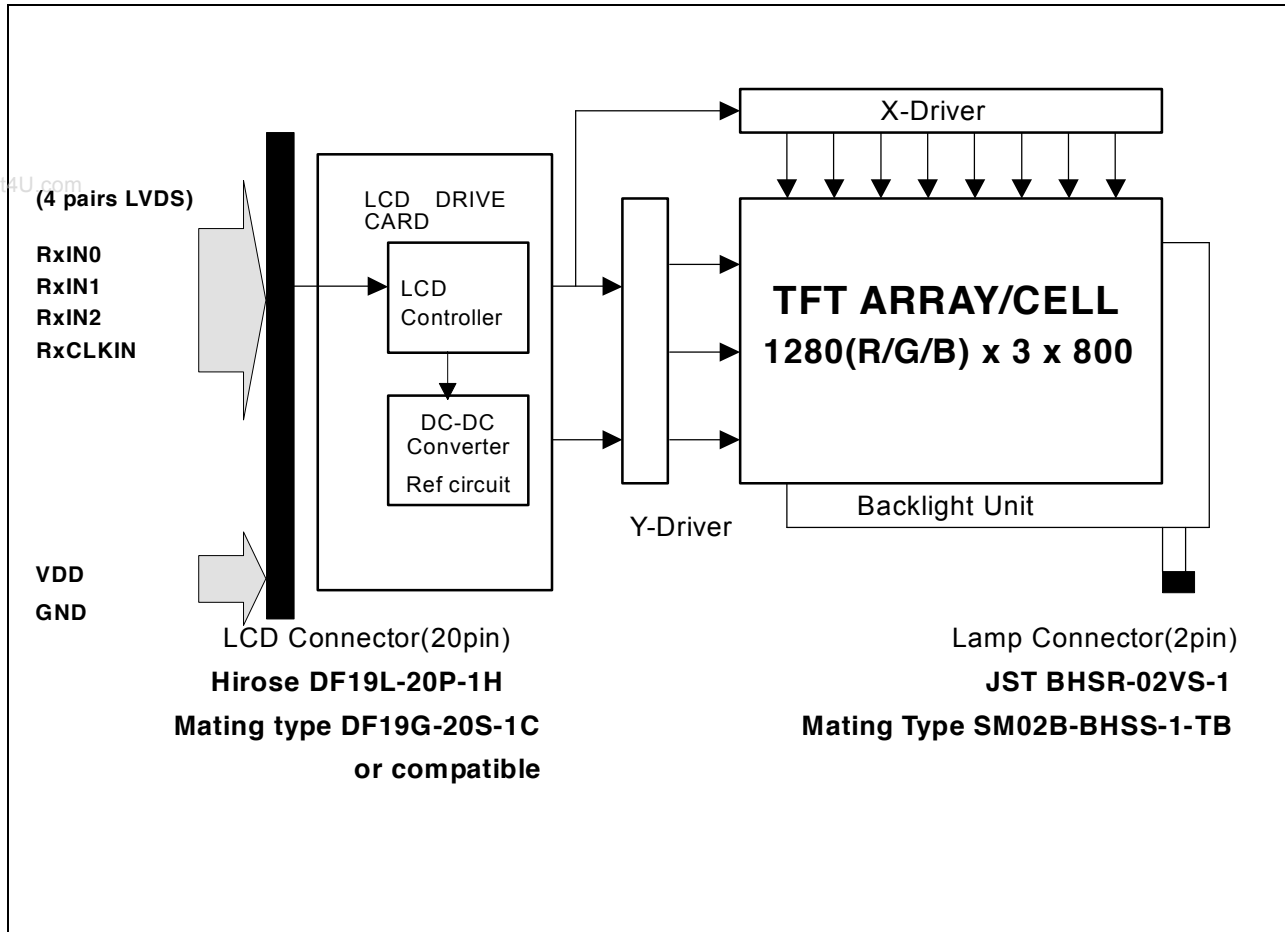 X-Driver
t4U.com
(4 pairs LVDS)
RxIN0
RxIN1
RxIN2
RxCLKIN
LCD DRIVE
CARD
LCD
Controller
DC-DC
Converter
Ref circuit
TFT ARRAY/CELL
1280(R/G/B) x 3 x 800
Y-Driver
Backlight Unit
VDD
GND
LCD Connector(20pin)
Hirose DF19L-20P-1H
Mating type DF19G-20S-1C
or compatible
Lamp Connector(2pin)
JST BHSR-02VS-1
Mating Type SM02B-BHSS-1-TB